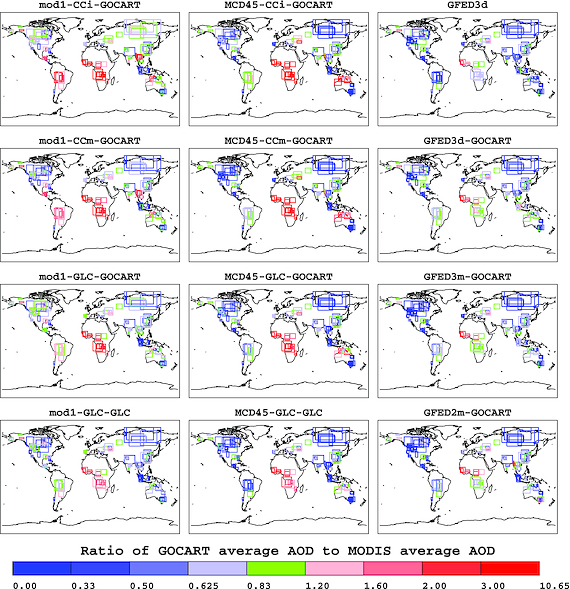 mod1-CCi-GOCART MCD45-CCi-GOCART GFED3d
mod1-CCm-GOCART MCD45-CCm-GOCART GFED3d-GOCART
mod1-GLC-GOCART MCD45-GLC-GOCART GFED3m-GOCART
mod1-GLC-GLC MCD45-GLC-GLC GFED2m-GOCART
Ratio of GOCART average AOD to MODIS average AOD
0.00 0.33 0.50 0.625 0.83 1.20 1.60 2.00 3.00 10.65